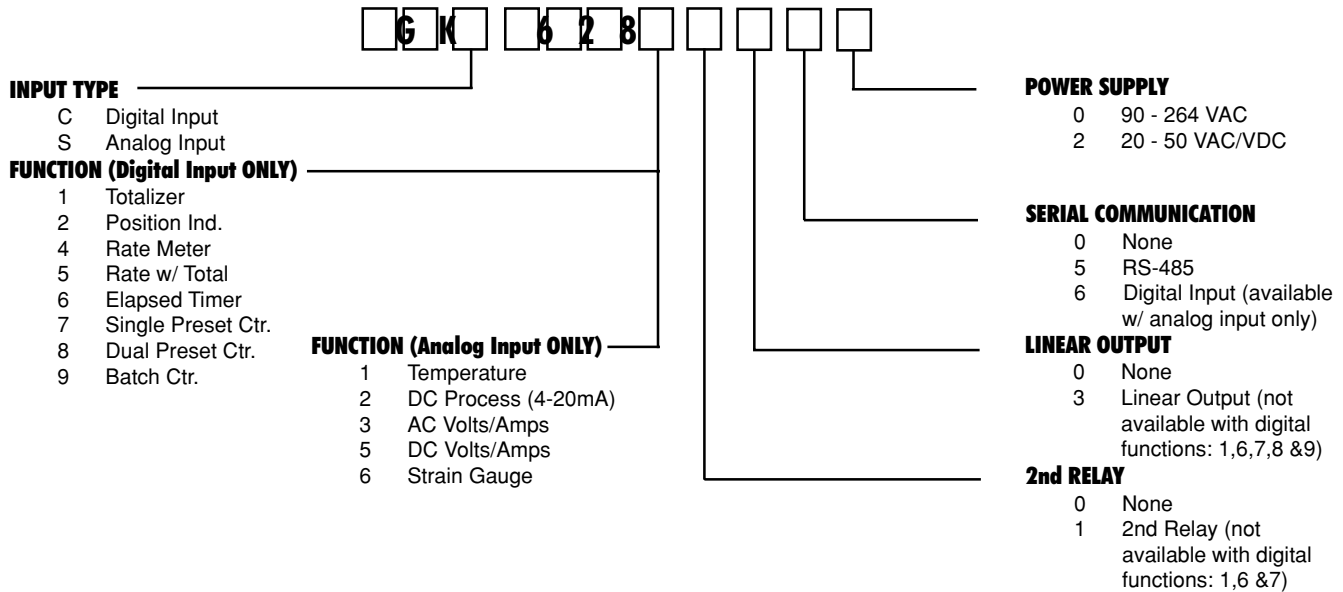 G K 6 2 8
INPUT TYPE
C Digital Input
S Analog Input
FUNCTION (Digital Input ONLY)
1 Totalizer
2 Position Ind.
4 Rate Meter
5 Rate w/ Total
6 Elapsed Timer
7 Single Preset Ctr.
8 Dual Preset Ctr.
9 Batch Ctr.
FUNCTION (Analog Input ONLY)
1 Temperature
2 DC Process (4-20mA)
3 AC Volts/Amps
5 DC Volts/Amps
6 Strain Gauge
POWER SUPPLY
0 90 - 264 VAC
2 20 - 50 VAC/VDC
SERIAL COMMUNICATION
0 None
5 RS-485
6 Digital Input (available
w/ analog input only)
LINEAR OUTPUT
0 None
3 Linear Output (not
available with digital
functions: 1,6,7,8 &9)
2nd RELAY
0 None
1 2nd Relay (not
available with digital
functions: 1,6 &7)